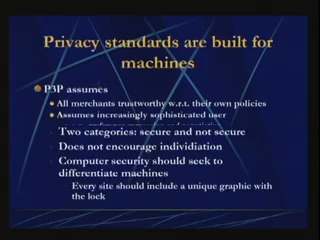 Privacy standards are built for
machines
P3P assumes
All merchants trustworthy w.r.t. their own policies
Assumes increasingly sophisticated user
Two categories: secure and not secure
Does not encourage individiation
Computer security should seek to
differentiate machines
Every site should include a unique graphic with
the lock